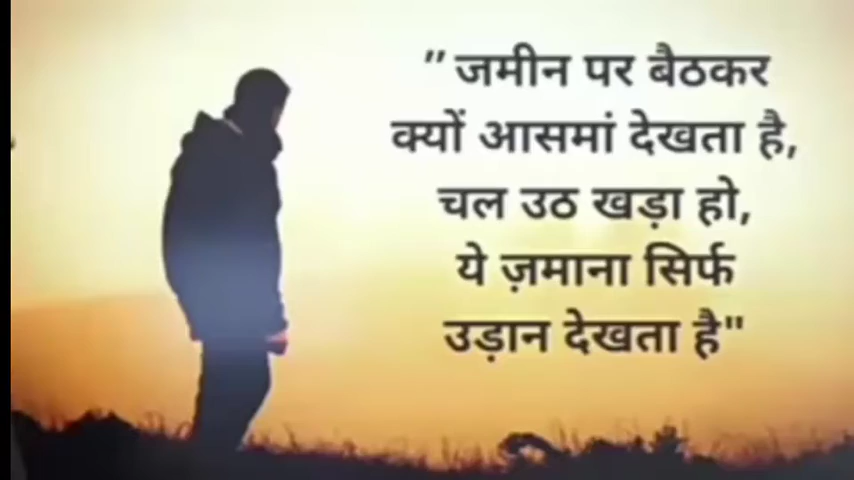 " जमीन पर बैठकर
क्यों आसमां देखता है,
चल उठ खड़ा हो,
ये ज़माना सिर्फ
उड़ान देखता है"